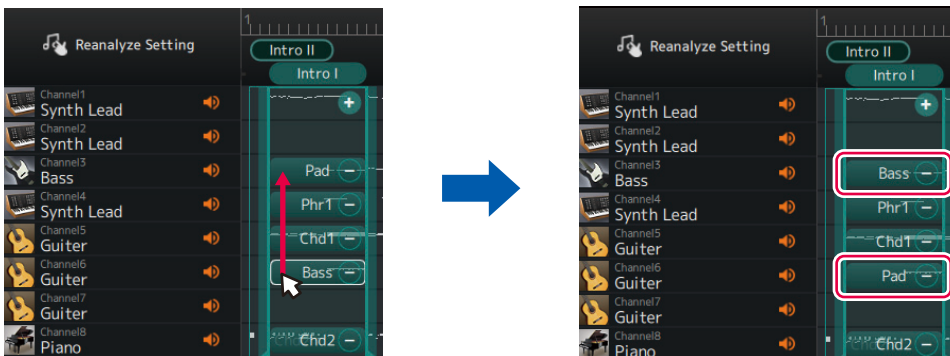 1
Reanalyze Setting
Intro II
Intro I
Channel1
Synth Lead
Channel2
Synth Lead
Channel3
Bass
Pad
Channel4
Synth Lead
Phr1
Channel5
Guiter
Chd1
Channel6
Guiter
Bass
Channel7
Guiter
Channel8
Piano
Chd2
1
Reanalyze Setting
Intro II
Intro I
Channel1
Synth Lead
Channel2
Synth Lead
Channel3
Bass
Bass
Channel4
Synth Lead
Phr1
Channel5
Guiter
Chd1
Channel6
Guiter
Pad
Channel7
Guiter
Channel8
Piano
Chd2